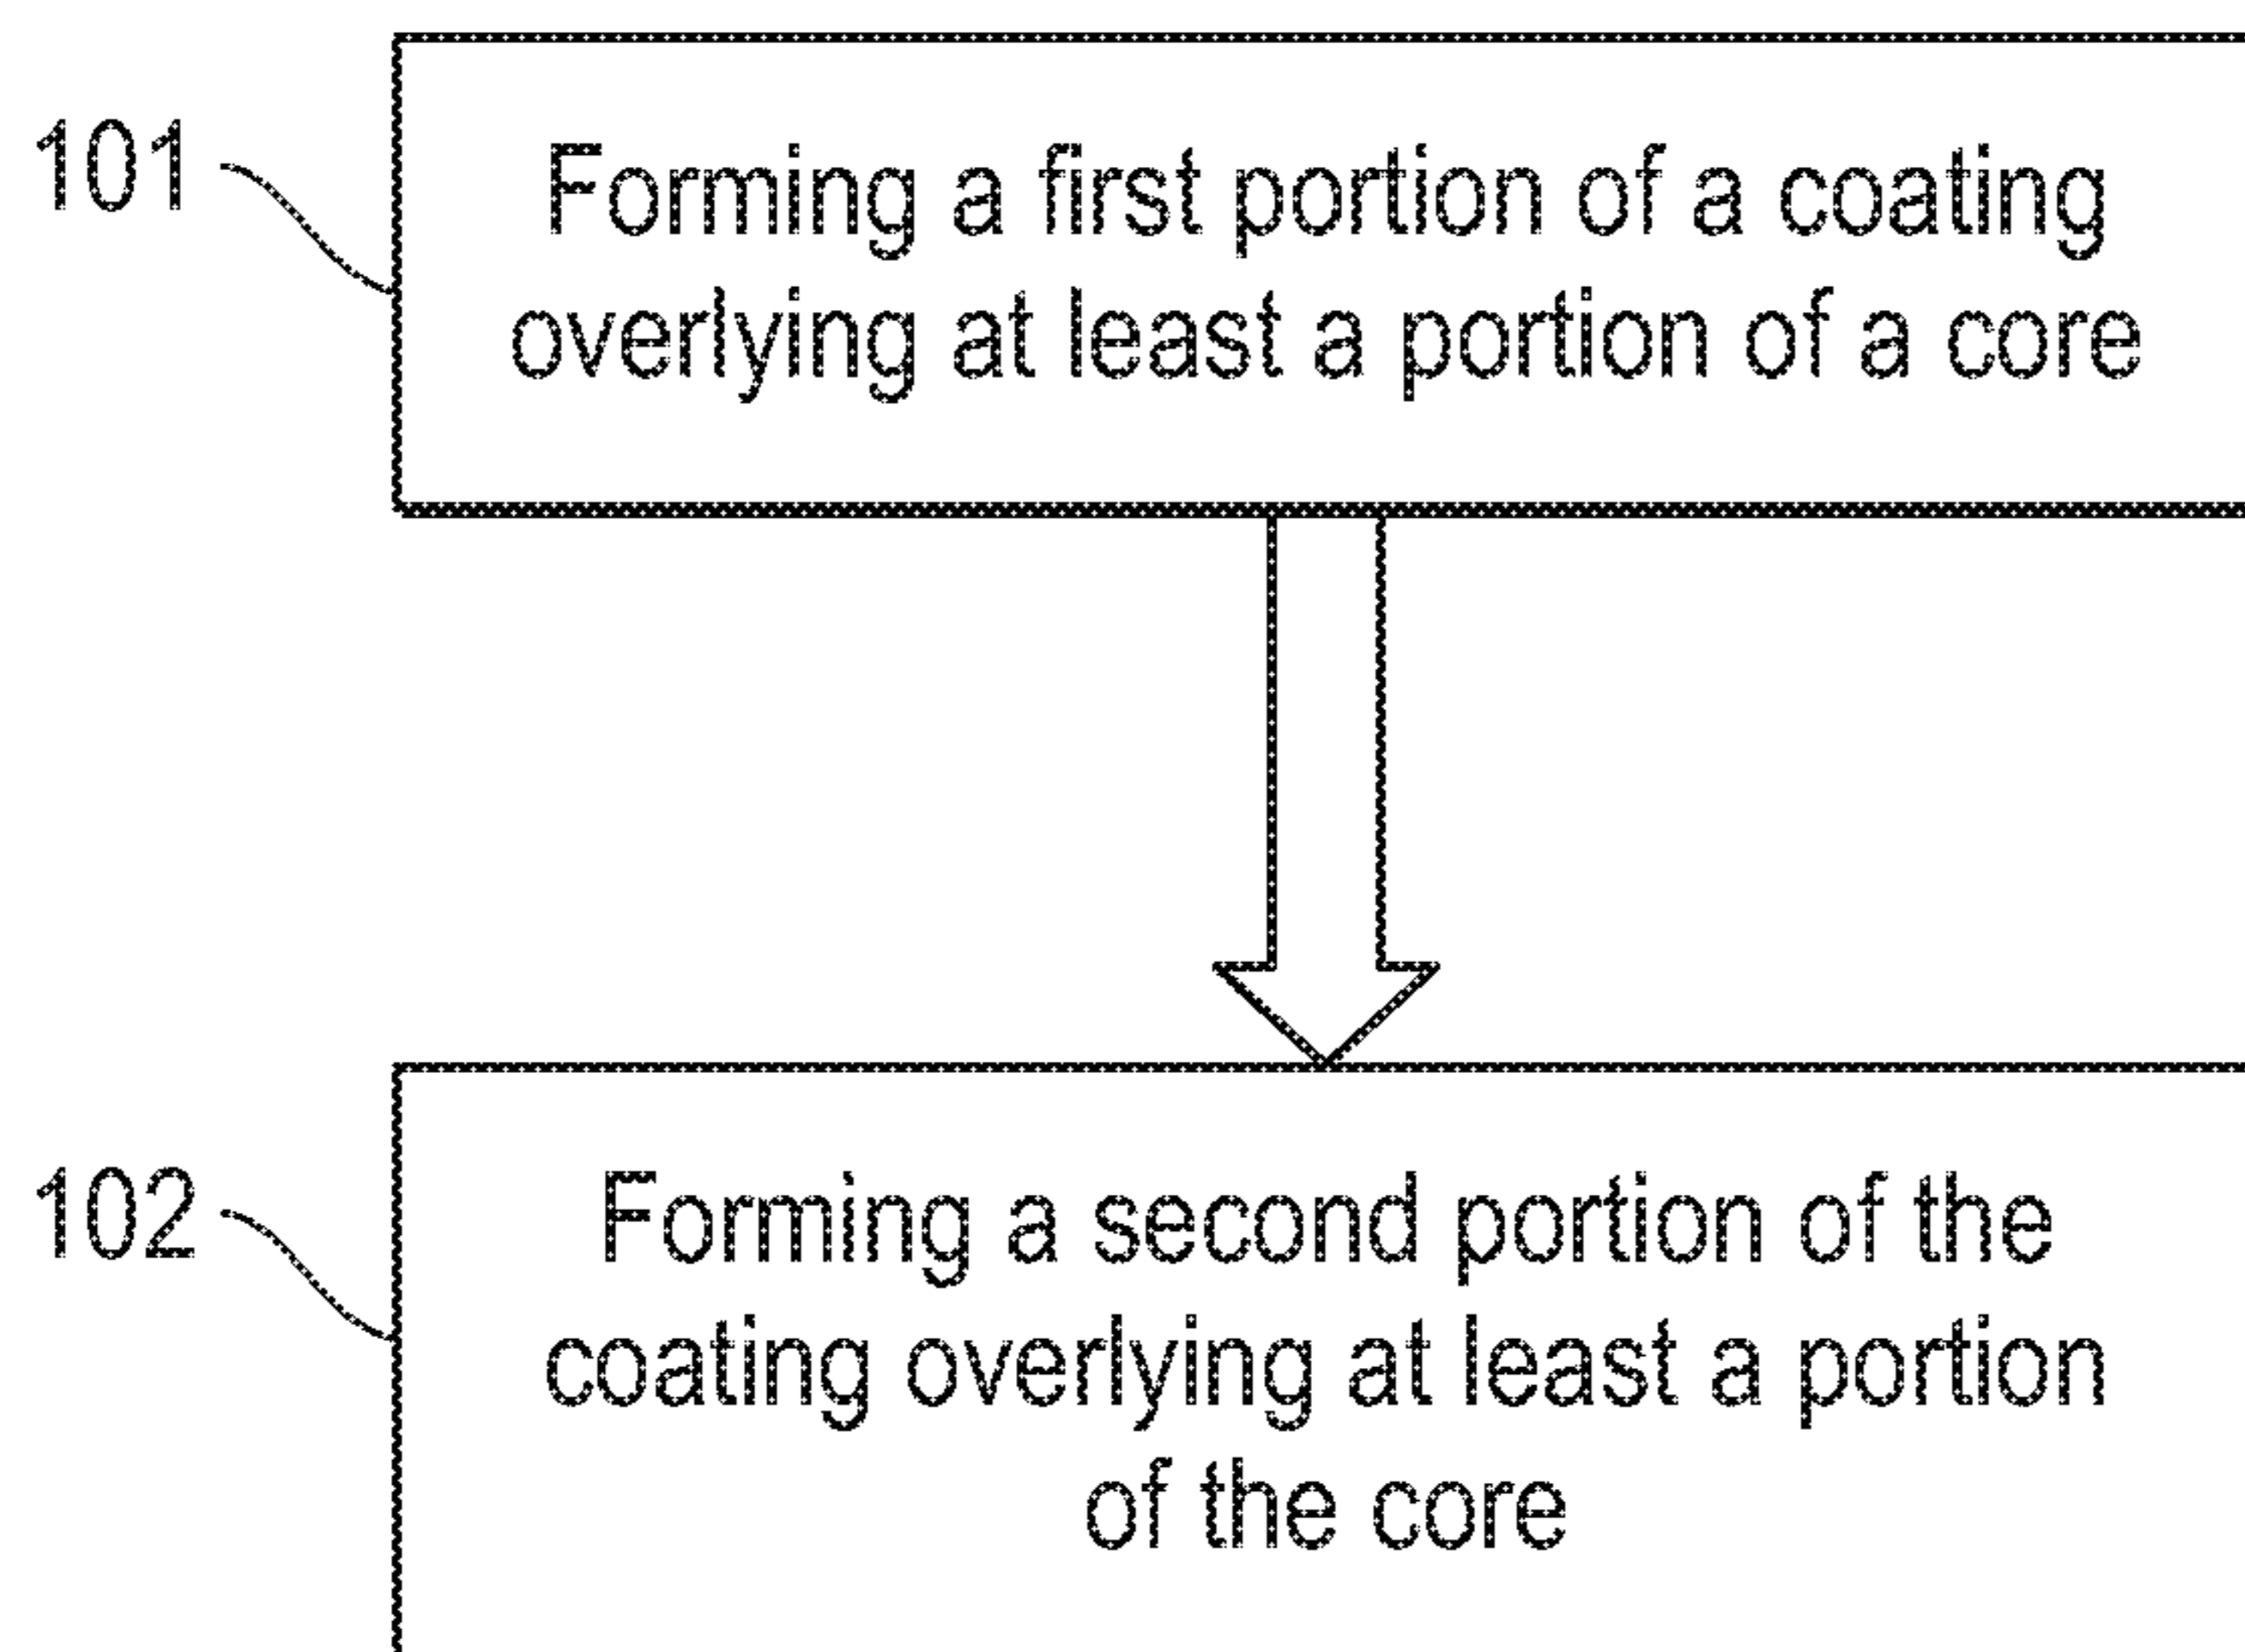 101
Forming a first portion of a coating
overlying at least a portion of a core
102
Forming a second portion of the
coating overlying at least a portion
of the core